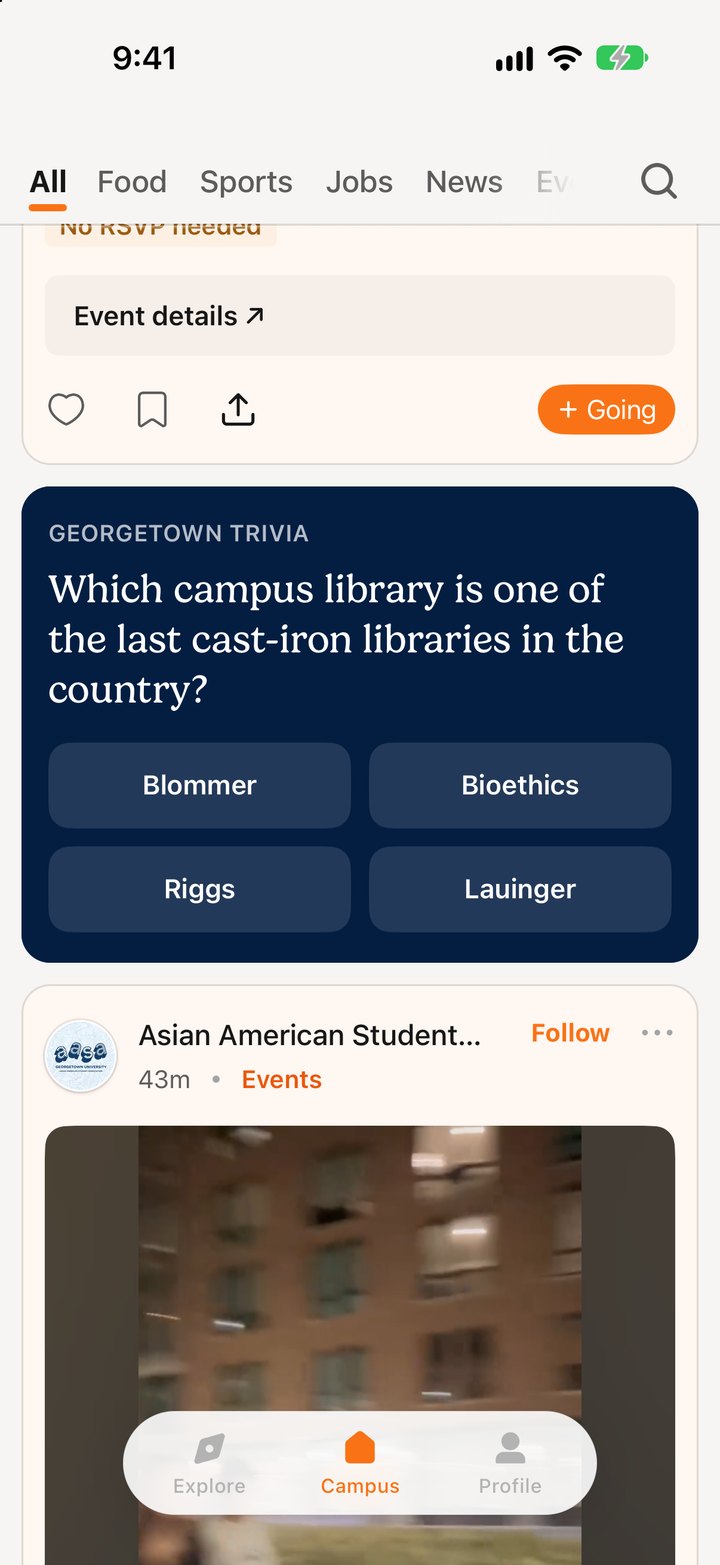 9:41
All Food Sports Jobs News Ev
No RSVP needed
Event details ↗
+ Going
GEORGETOWN TRIVIA
Which campus library is one of
the last cast-iron libraries in the
country?
Blommer Bioethics
Riggs Lauinger
Asian American Student... Follow
43m • Events
aasa
GEORGETOWN UNIVERSITY
Explore Campus Profile